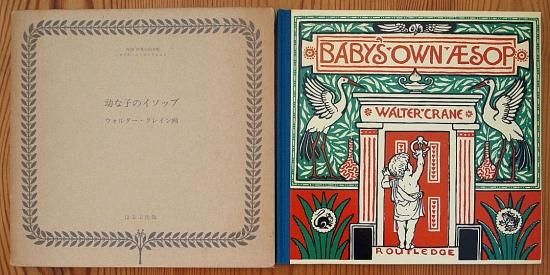 幼な子のイソップ
ウォルター・クレイン画
ほるぷ出版
BABY'S·OWN·ÆSOP
WALTER·CRANE
ROUTLEDGE